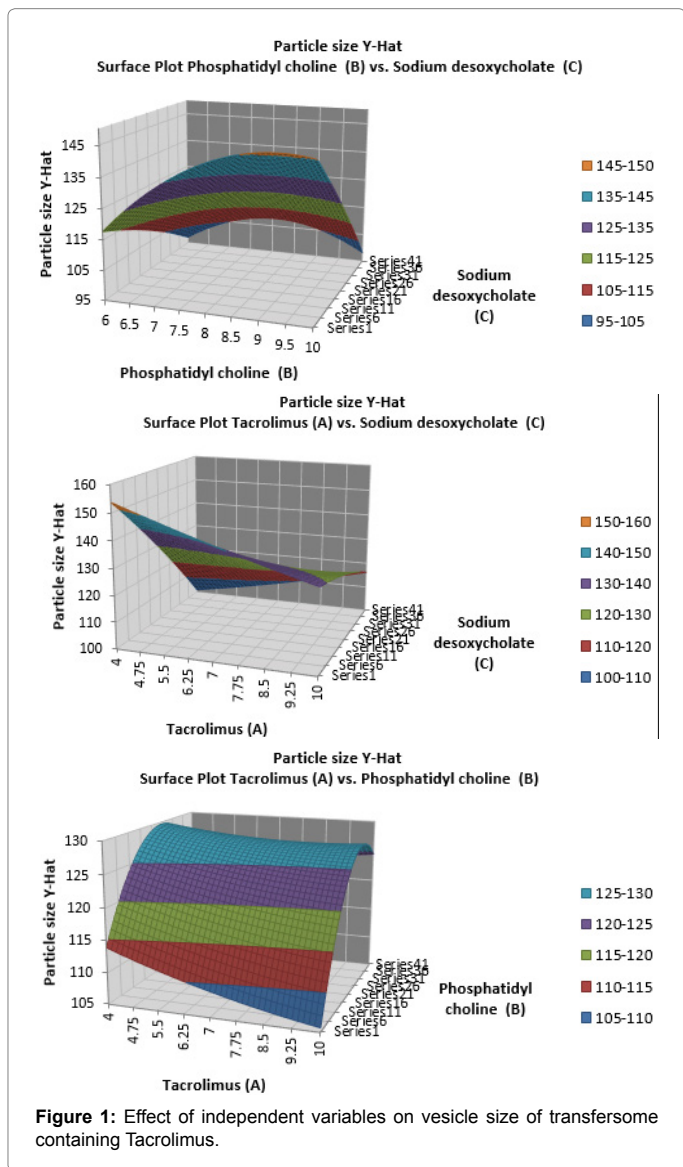 Particle size Y-Hat
Surface Plot Phosphatidyl choline (B) vs. Sodium desoxycholate (C)
Particle size Y-Hat
145
135
125
115
105
95
6 6.5 7 7.5 8 8.5 9 9.5 10
Phosphatidyl choline (B)
Series41
Series36
Series31
Series26
Series21
Series16
Series11
Series6
Series1
Sodium
desoxycholate
(C)
145-150
135-145
125-135
115-125
105-115
95-105
Particle size Y-Hat
Surface Plot Tacrolimus (A) vs. Sodium desoxycholate (C)
Particle size Y-Hat
160
150
140
130
120
110
100
4 4.75 5.5 6.25 7 7.75 8.5 9.25 10
Tacrolimus (A)
Series41
Series36
Series31
Series26
Series21
Series16
Series11
Series6
Series1
Sodium
desoxycholate
(C)
150-160
140-150
130-140
120-130
110-120
100-110
Particle size Y-Hat
Surface Plot Tacrolimus (A) vs. Phosphatidyl choline (B)
Particle size Y-Hat
130
125
120
115
110
105
4 4.75 5.5 6.25 7 7.75 8.5 9.25 10
Tacrolimus (A)
Series41
Series36
Series31
Series26
Series21
Series16
Series11
Series6
Series1
Phosphatidyl
choline (B)
125-130
120-125
115-120
110-115
105-110
Figure 1: Effect of independent variables on vesicle size of transfersome
containing Tacrolimus.